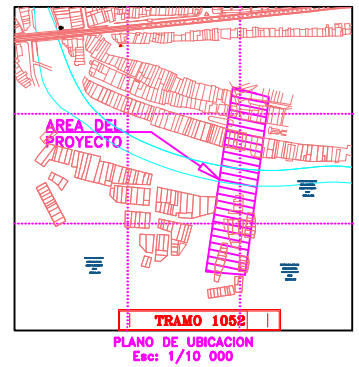 AREA DEL
PROYECTO
TRAMO 1052
PLANO DE UBICACION
Esc: 1/10 000